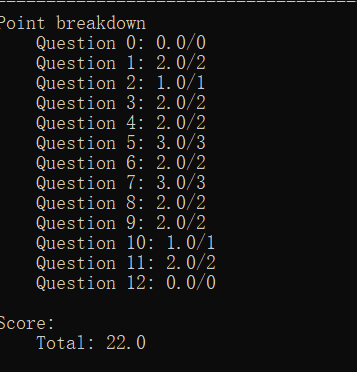 Point breakdown
    Question 0: 0.0/0
    Question 1: 2.0/2
    Question 2: 1.0/1
    Question 3: 2.0/2
    Question 4: 2.0/2
    Question 5: 3.0/3
    Question 6: 2.0/2
    Question 7: 3.0/3
    Question 8: 2.0/2
    Question 9: 2.0/2
    Question 10: 1.0/1
    Question 11: 2.0/2
    Question 12: 0.0/0

Score:
    Total: 22.0